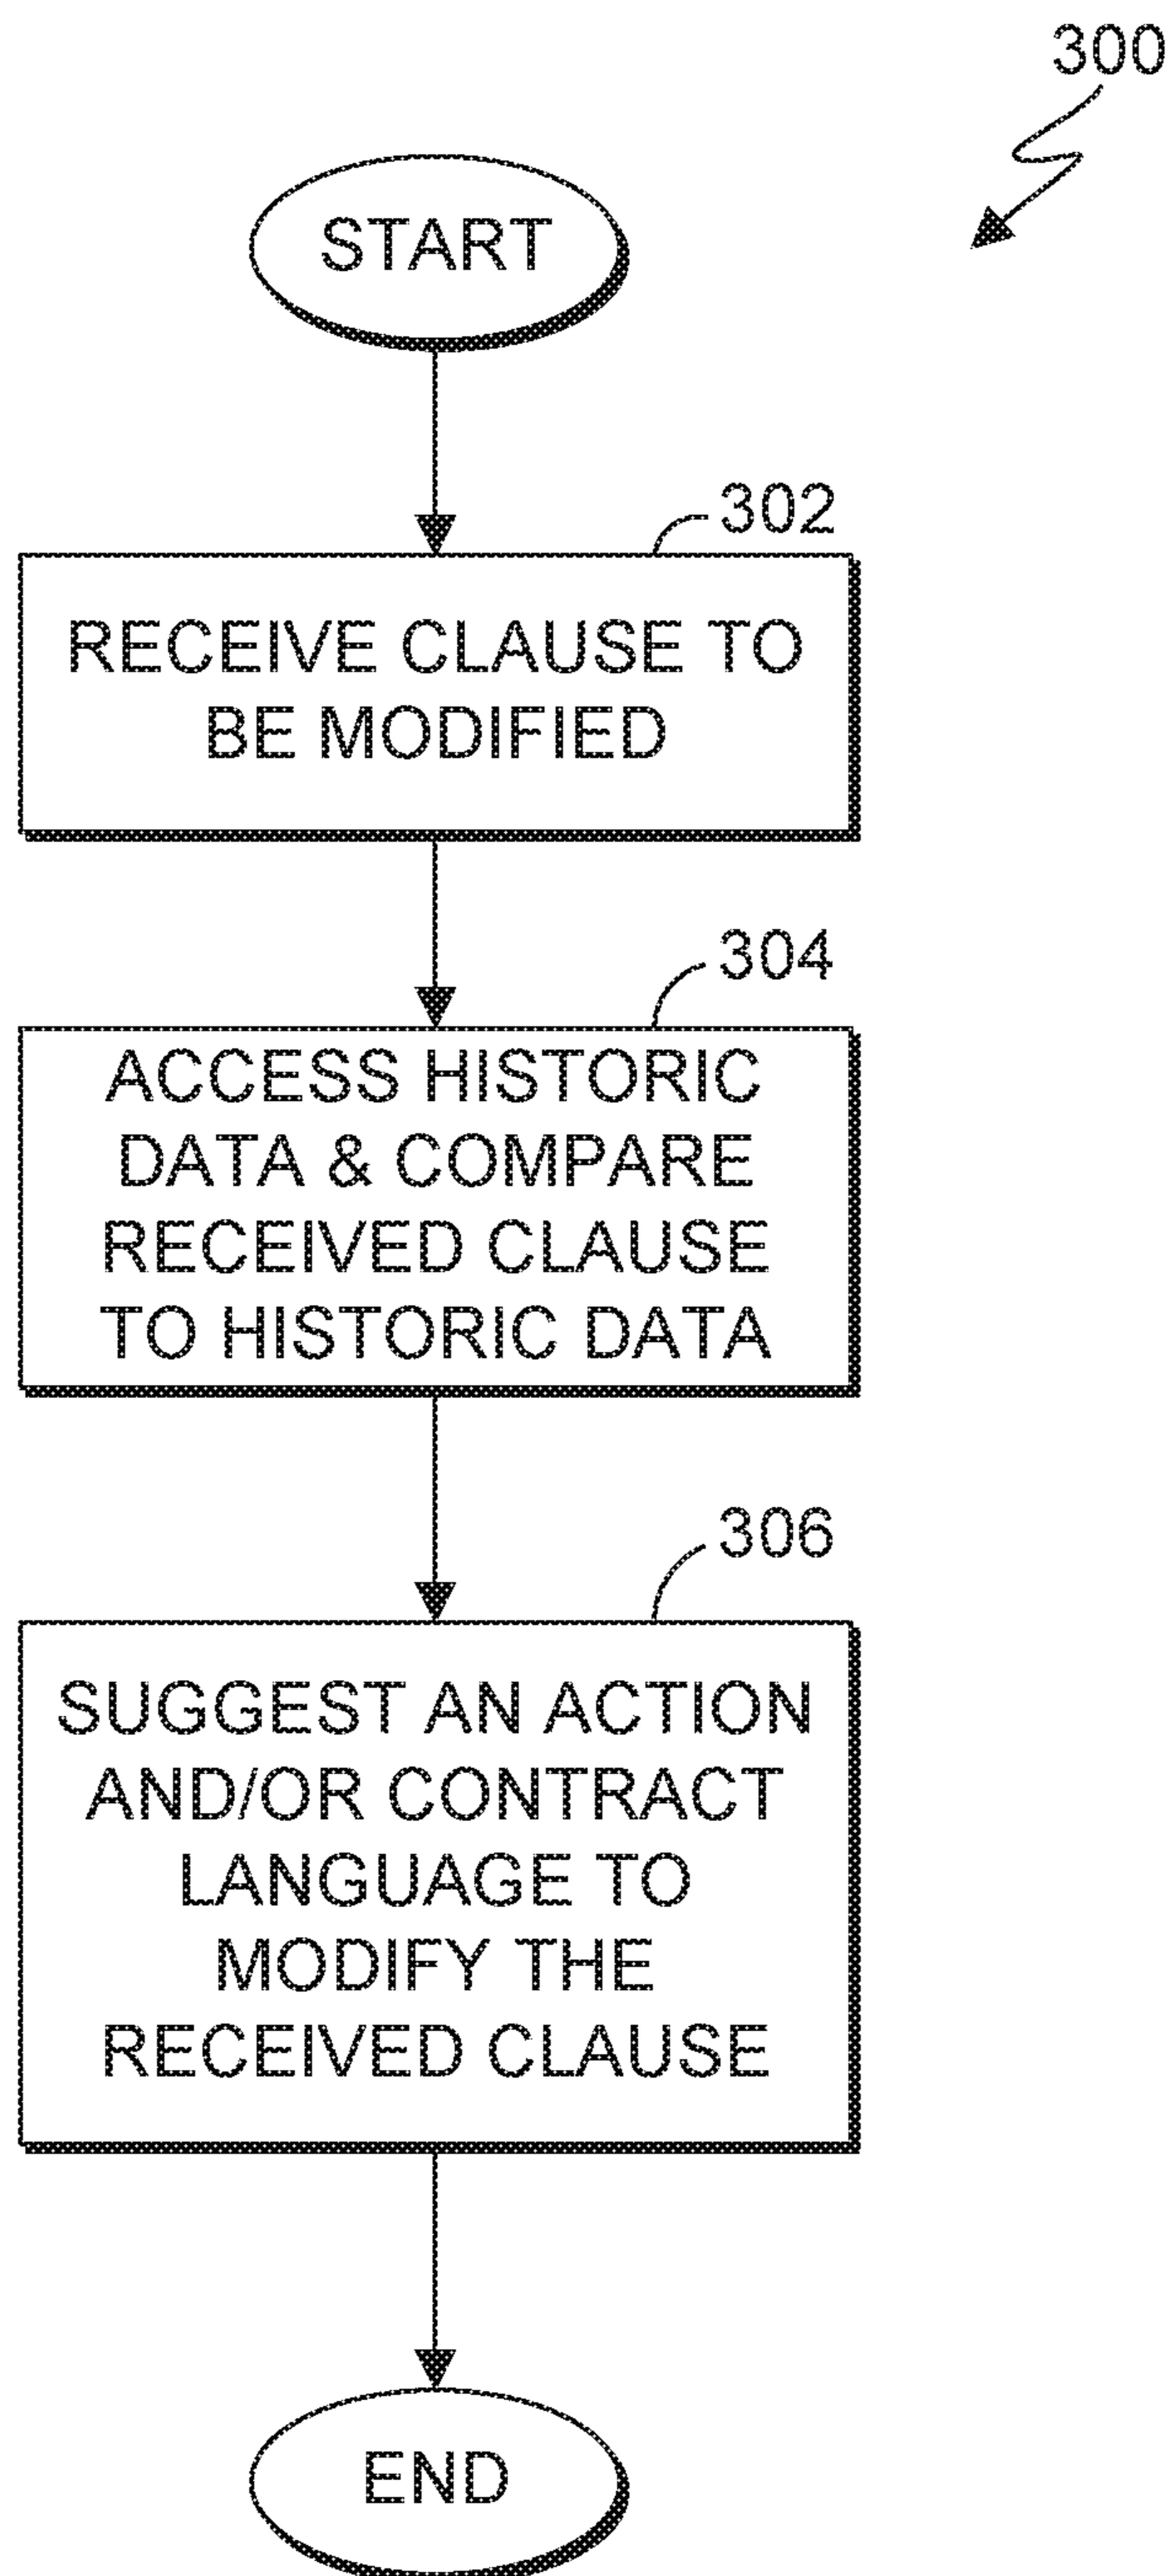 300
START
302
RECEIVE CLAUSE TO
BE MODIFIED
304
ACCESS HISTORIC
DATA & COMPARE
RECEIVED CLAUSE
TO HISTORIC DATA
306
SUGGEST AN ACTION
AND/OR CONTRACT
LANGUAGE TO
MODIFY THE
RECEIVED CLAUSE
END